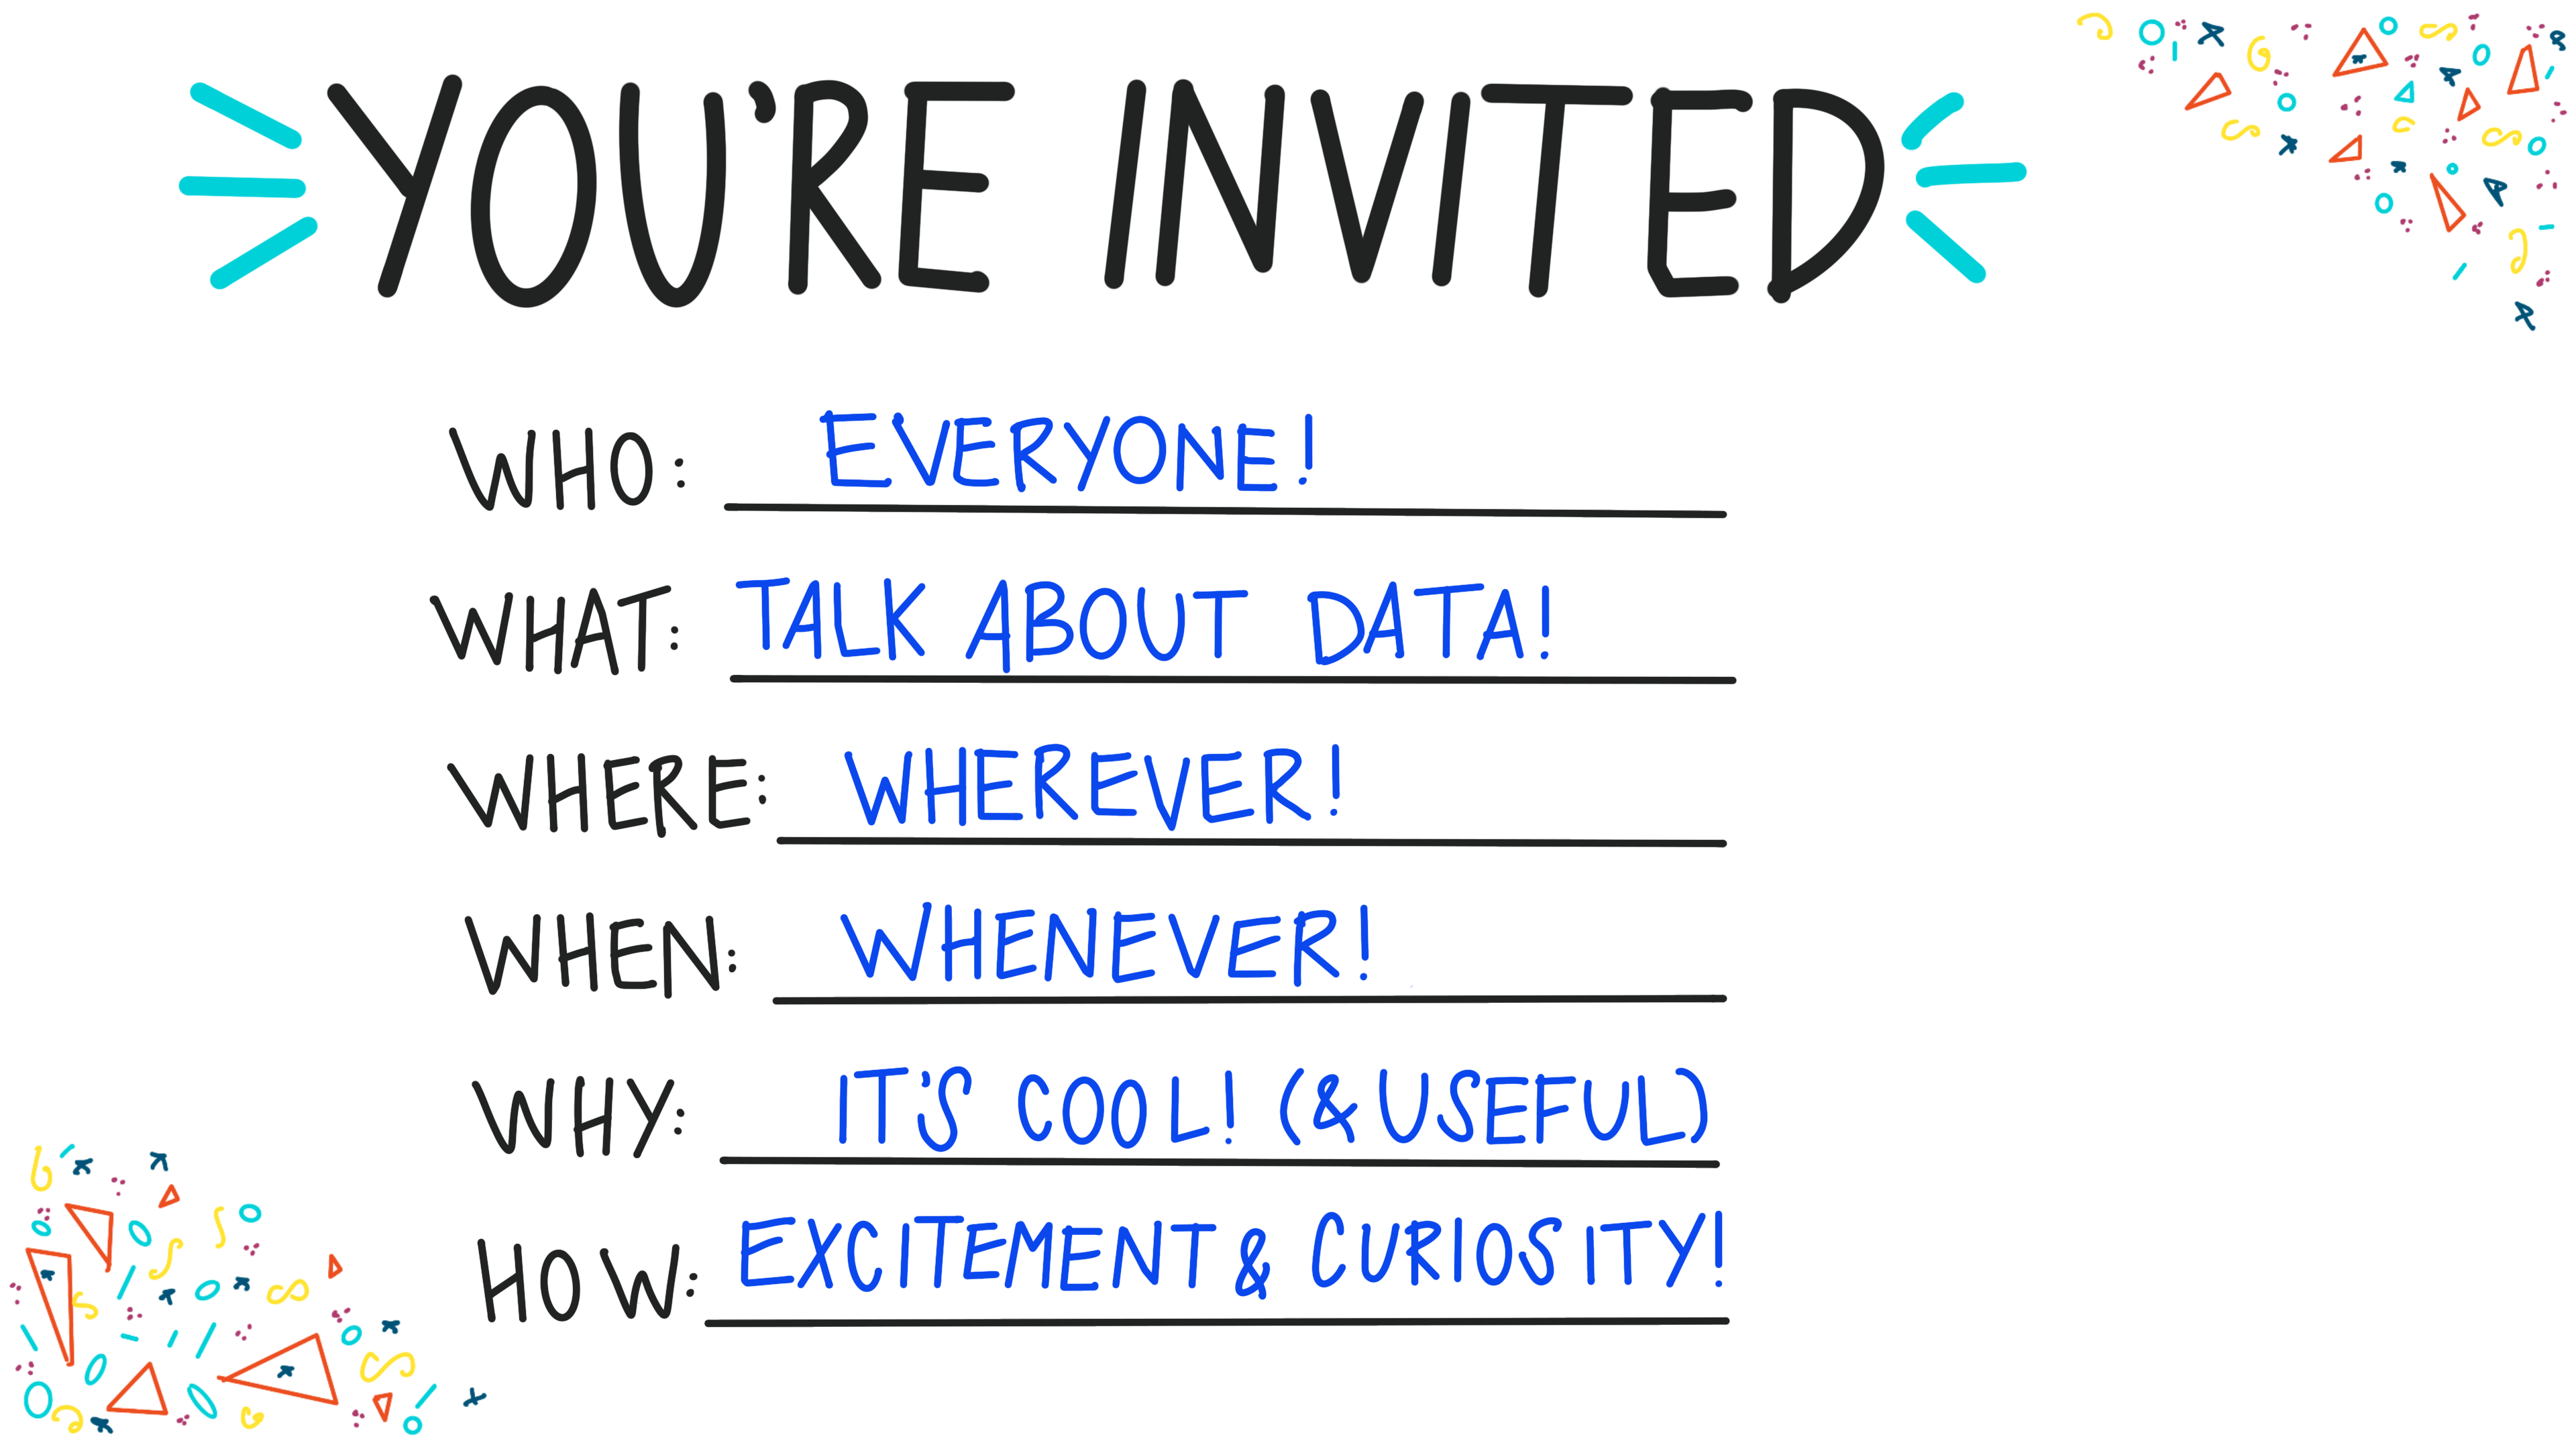 YOU'RE INVITED
WHO: EVERYONE!
WHAT: TALK ABOUT DATA!
WHERE: WHEREVER!
WHEN: WHENEVER!
WHY: IT'S COOL! (& USEFUL)
HOW: EXCITEMENT & CURIOSITY!